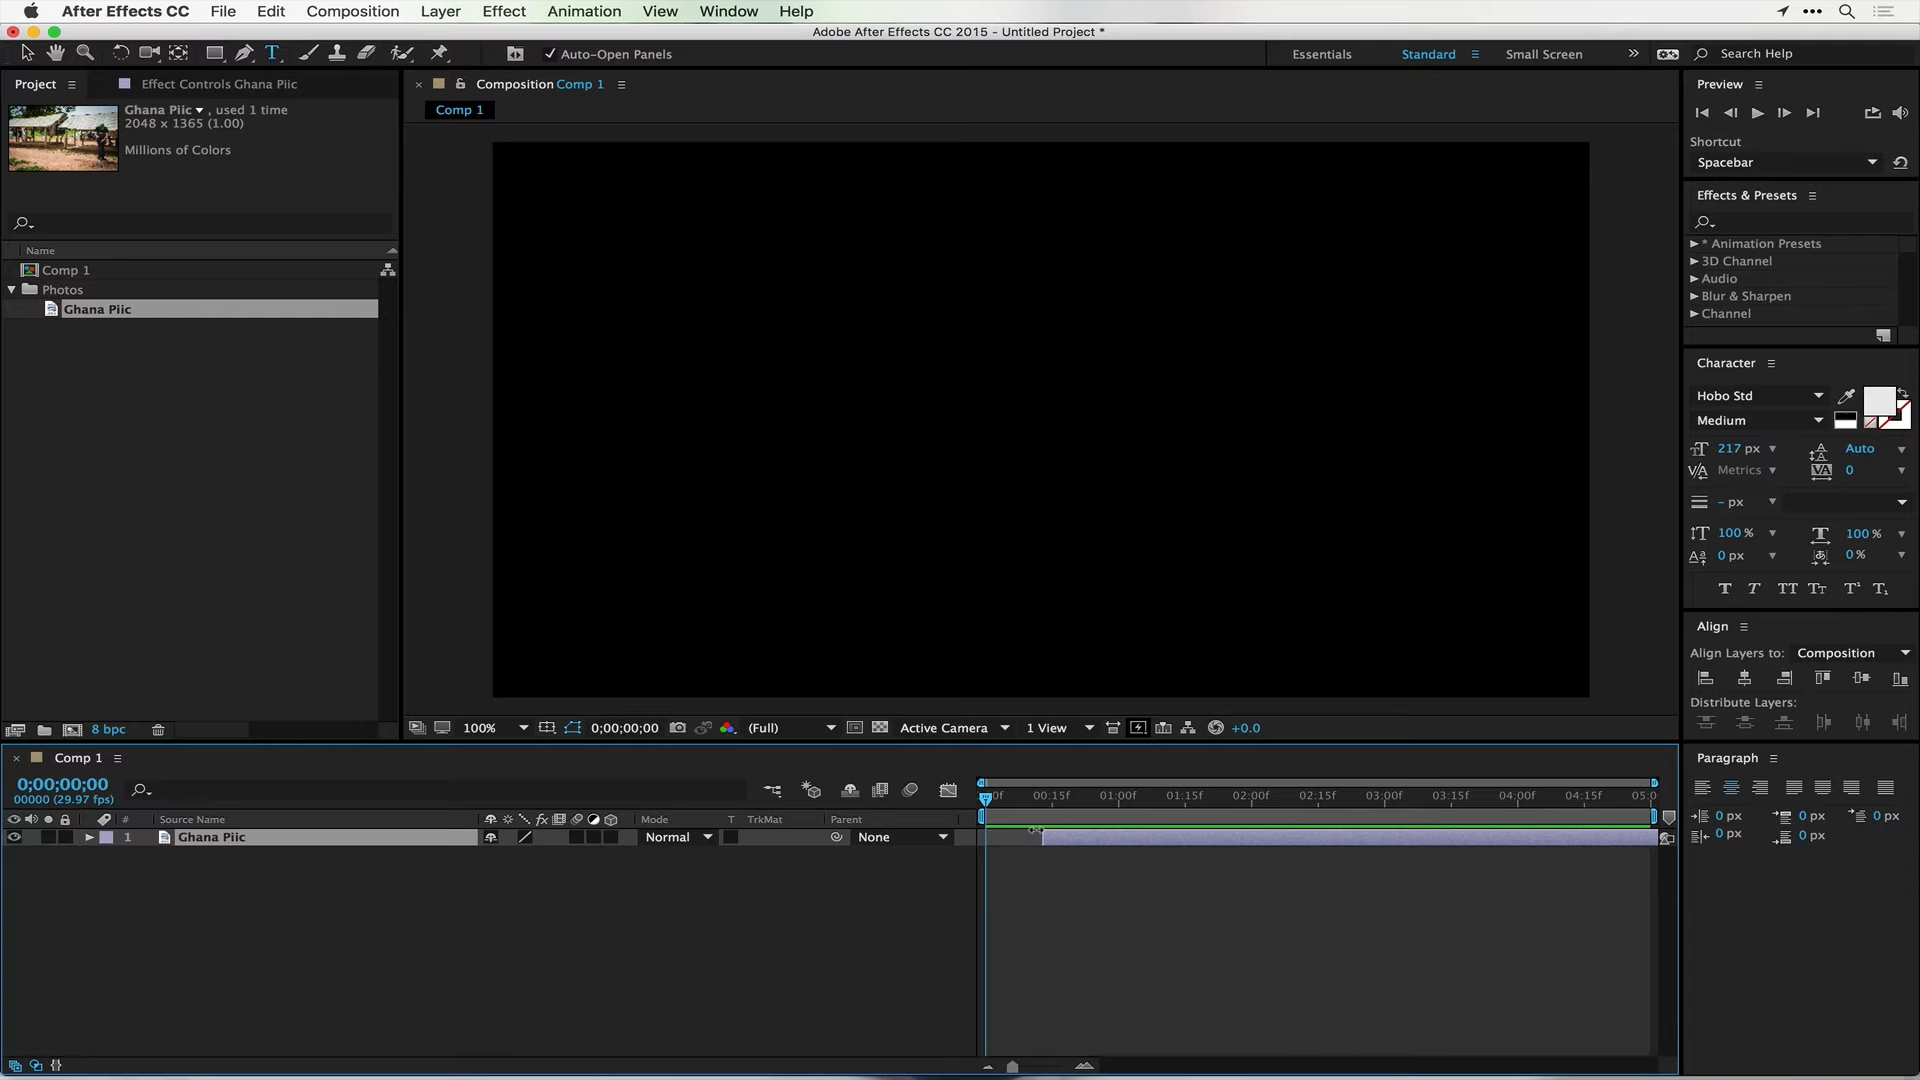 After Effects CC File Edit Composition Layer Effect Animation View Window Help
Adobe After Effects CC 2015 - Untitled Project *
Auto-Open Panels
Essentials Standard Small Screen Search Help
Project Effect Controls Ghana Piic
Ghana Piic , used 1 time
2048 x 1365 (1.00)
Millions of Colors
Name
Comp 1
Photos
Ghana Piic
8 bpc
Composition Comp 1
Comp 1
100% 0;00;00;00 (Full) Active Camera 1 View +0.0
Preview
Shortcut
Spacebar
Effects & Presets
* Animation Presets
3D Channel
Audio
Blur & Sharpen
Channel
Character
Hobo Std
Medium
217 px Auto
Metrics 0
- px
100 % 100 %
0 px 0 %
T T TT TT T¹ T₁
Align
Align Layers to: Composition
Distribute Layers:
Paragraph
0 px 0 px 0 px
0 px 0 px
Comp 1
0;00;00;00
00000 (29.97 fps)
0f 00:15f 01:00f 01:15f 02:00f 02:15f 03:00f 03:15f 04:00f 04:15f 05:0
# Source Name Mode T TrkMat Parent
1 Ghana Piic Normal None